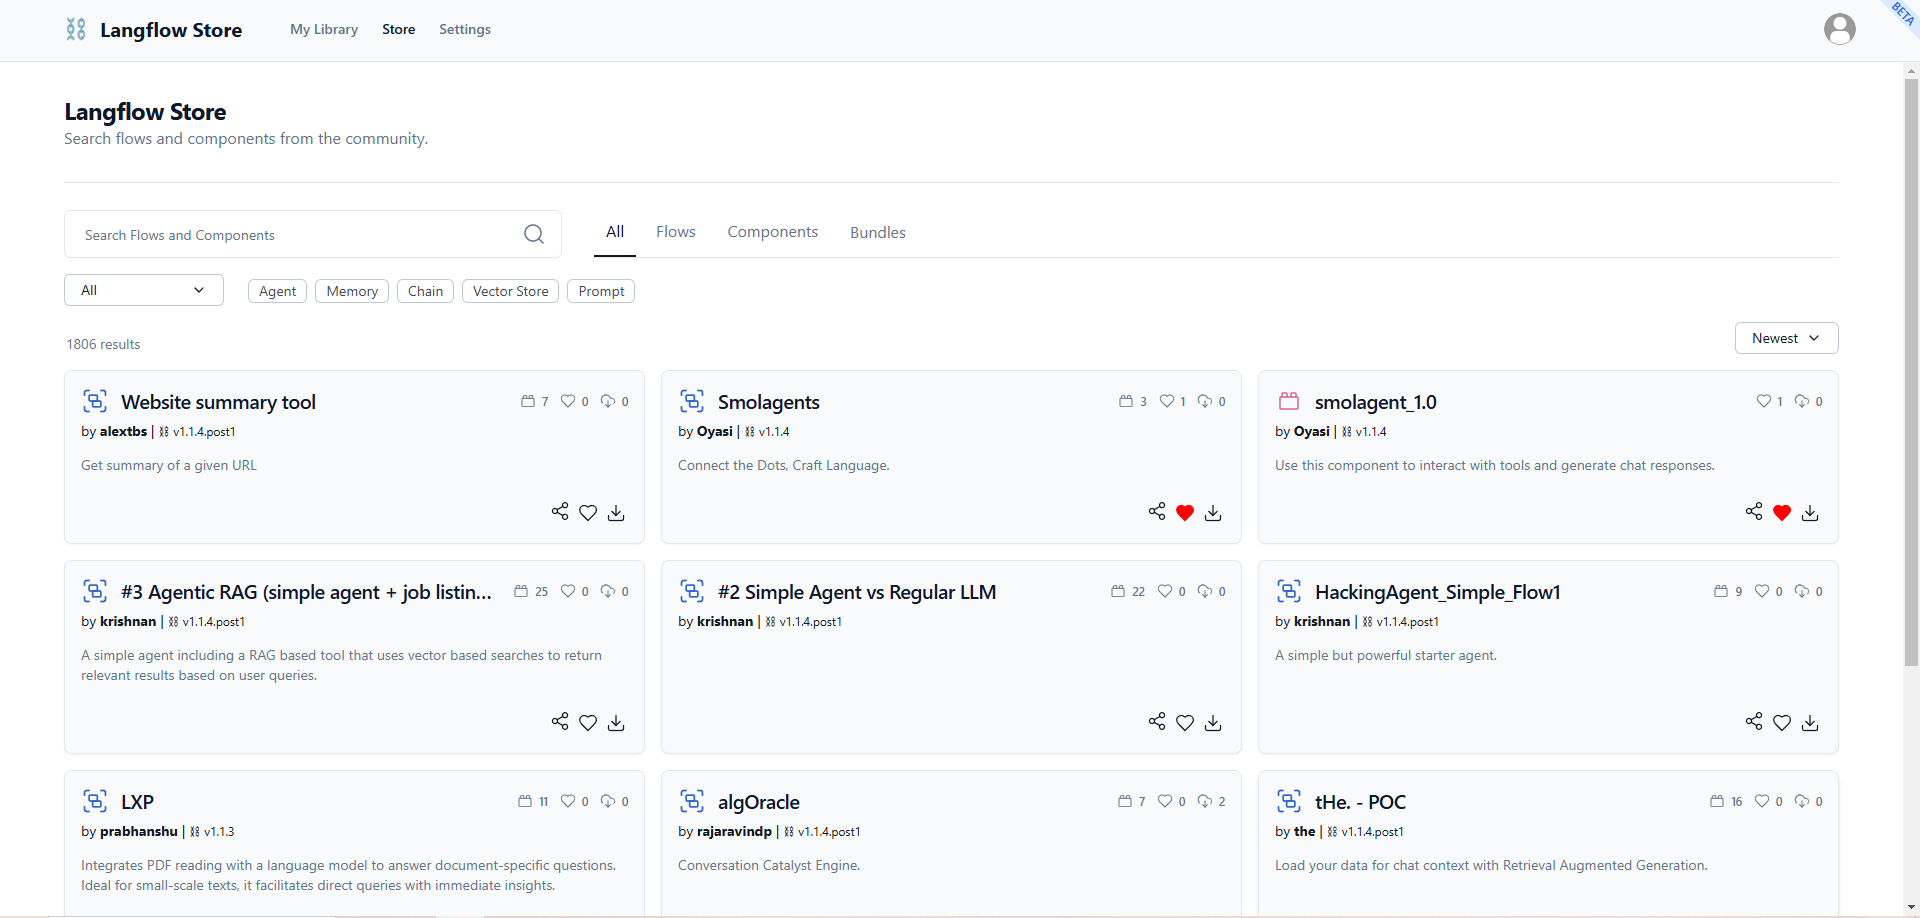 Langflow Store My Library Store Settings BETA
Langflow Store
Search flows and components from the community.
Search Flows and Components All Flows Components Bundles
All Agent Memory Chain Vector Store Prompt
1806 results Newest
Website summary tool 7 0 0
by alextbs | v1.1.4.post1
Get summary of a given URL
Smolagents 3 1 0
by Oyasi | v1.1.4
Connect the Dots, Craft Language.
smolagent_1.0 1 0
by Oyasi | v1.1.4
Use this component to interact with tools and generate chat responses.
#3 Agentic RAG (simple agent + job listin... 25 0 0
by krishnan | v1.1.4.post1
A simple agent including a RAG based tool that uses vector based searches to return
relevant results based on user queries.
#2 Simple Agent vs Regular LLM 22 0 0
by krishnan | v1.1.4.post1
HackingAgent_Simple_Flow1 9 0 0
by krishnan | v1.1.4.post1
A simple but powerful starter agent.
LXP 11 0 0
by prabhanshu | v1.1.3
Integrates PDF reading with a language model to answer document-specific questions.
Ideal for small-scale texts, it facilitates direct queries with immediate insights.
algOracle 7 0 2
by rajaravindp | v1.1.4.post1
Conversation Catalyst Engine.
tHe. - POC 16 0 0
by the | v1.1.4.post1
Load your data for chat context with Retrieval Augmented Generation.